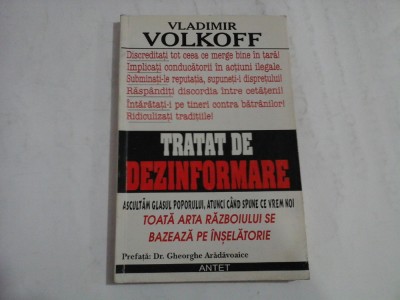 VLADIMIR
VOLKOFF
Discreditați tot ceea ce merge bine în țară!
Implicați conducătorii în acțiuni ilegale.
Subminați-le reputația, supuneți-i disprețului!
Răspândiți discordia între cetățeni!
Întărâtați-i pe tineri contra bătrânilor!
Ridiculizați tradițiile!
TRATAT DE
DEZINFORMARE
ASCULTĂM GLASUL POPORULUI, ATUNCI CÂND SPUNE CE VREM NOI
TOATĂ ARTA RĂZBOIULUI SE
BAZEAZĂ PE ÎNȘELĂTORIE
Prefață: Dr. Gheorghe Arădăvoaice
ANTET